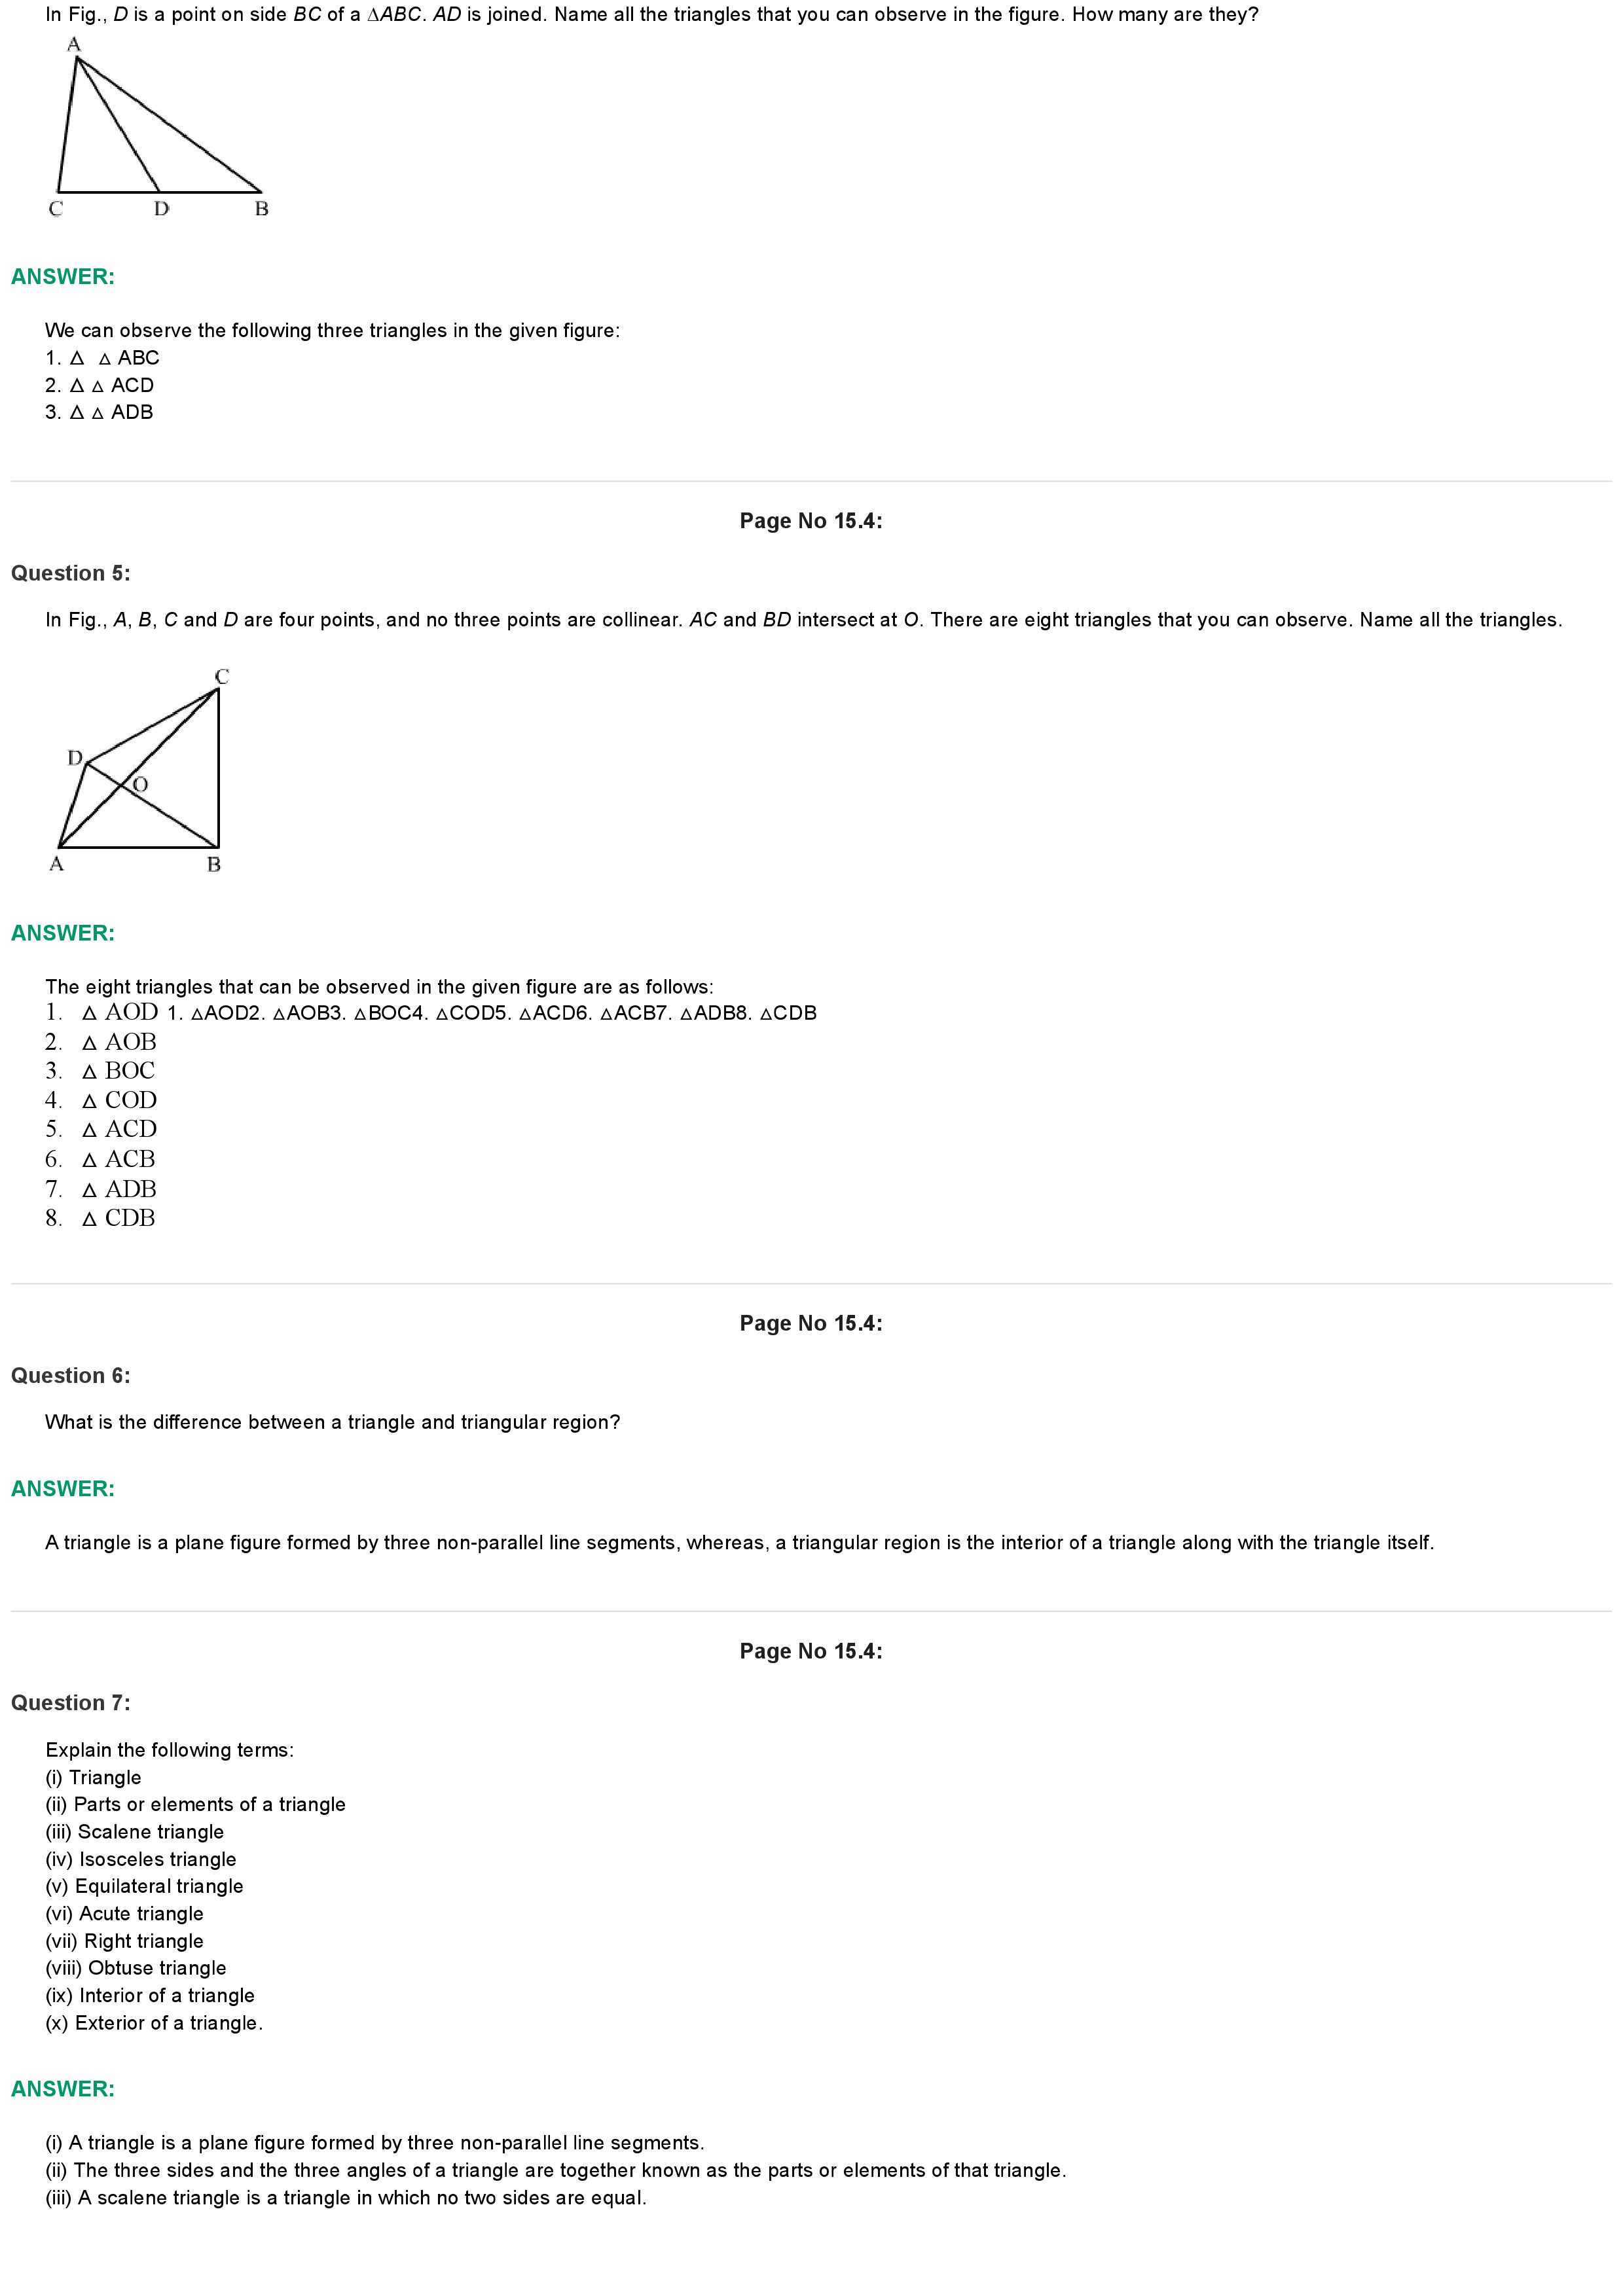 In Fig., D is a point on side BC of a ∆ABC. AD is joined. Name all the triangles that you can observe in the figure. How many are they?
A
C D B
ANSWER:
We can observe the following three triangles in the given figure:
1. △ △ ABC
2. △ △ ACD
3. △ △ ADB
Page No 15.4:
Question 5:
In Fig., A, B, C and D are four points, and no three points are collinear. AC and BD intersect at O. There are eight triangles that you can observe. Name all the triangles.
C
D
O
A B
ANSWER:
The eight triangles that can be observed in the given figure are as follows:
1. △ AOD 1. △AOD2. △AOB3. △BOC4. △COD5. △ACD6. △ACB7. △ADB8. △CDB
2. △ AOB
3. △ BOC
4. △ COD
5. △ ACD
6. △ ACB
7. △ ADB
8. △ CDB
Page No 15.4:
Question 6:
What is the difference between a triangle and triangular region?
ANSWER:
A triangle is a plane figure formed by three non-parallel line segments, whereas, a triangular region is the interior of a triangle along with the triangle itself.
Page No 15.4:
Question 7:
Explain the following terms:
(i) Triangle
(ii) Parts or elements of a triangle
(iii) Scalene triangle
(iv) Isosceles triangle
(v) Equilateral triangle
(vi) Acute triangle
(vii) Right triangle
(viii) Obtuse triangle
(ix) Interior of a triangle
(x) Exterior of a triangle.
ANSWER:
(i) A triangle is a plane figure formed by three non-parallel line segments.
(ii) The three sides and the three angles of a triangle are together known as the parts or elements of that triangle.
(iii) A scalene triangle is a triangle in which no two sides are equal.